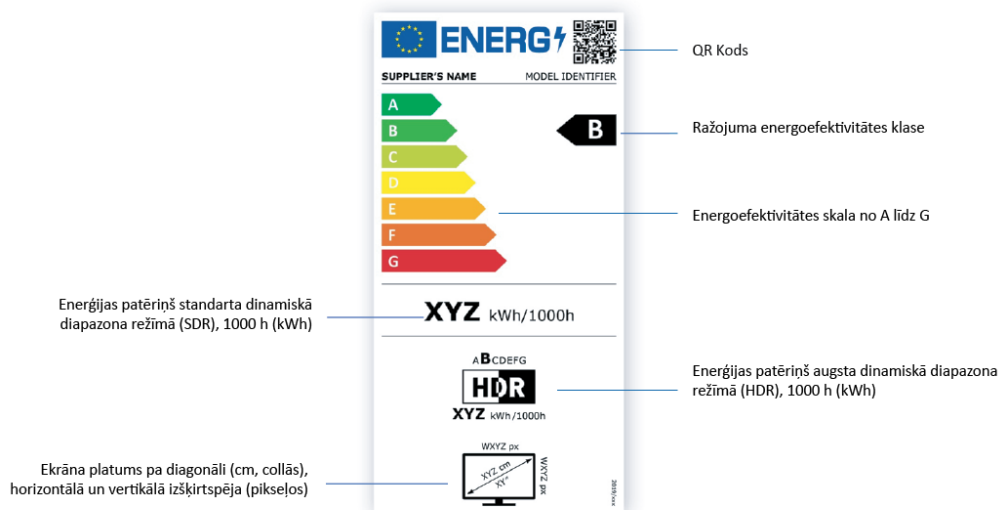 ENERG
QR Kods
SUPPLIER'S NAME MODEL IDENTIFIER
A
B
B
Ražojuma energoefektivitātes klase
C
D
E
Energoefektivitātes skala no A līdz G
F
G
Enerģijas patēriņš standarta dinamiskā
diapazona režīmā (SDR), 1000 h (kWh)
XYZ kWh/1000h
ABCDEFG
HDR
XYZ kWh/1000h
Enerģijas patēriņš augsta dinamiskā diapazona
režīmā (HDR), 1000 h (kWh)
Ekrāna platums pa diagonāli (cm, collās),
horizontālā un vertikālā izšķirtspēja (pikseļos)
WXYZ px
XYZ cm
XY"
WXYZ px
2019/xxx